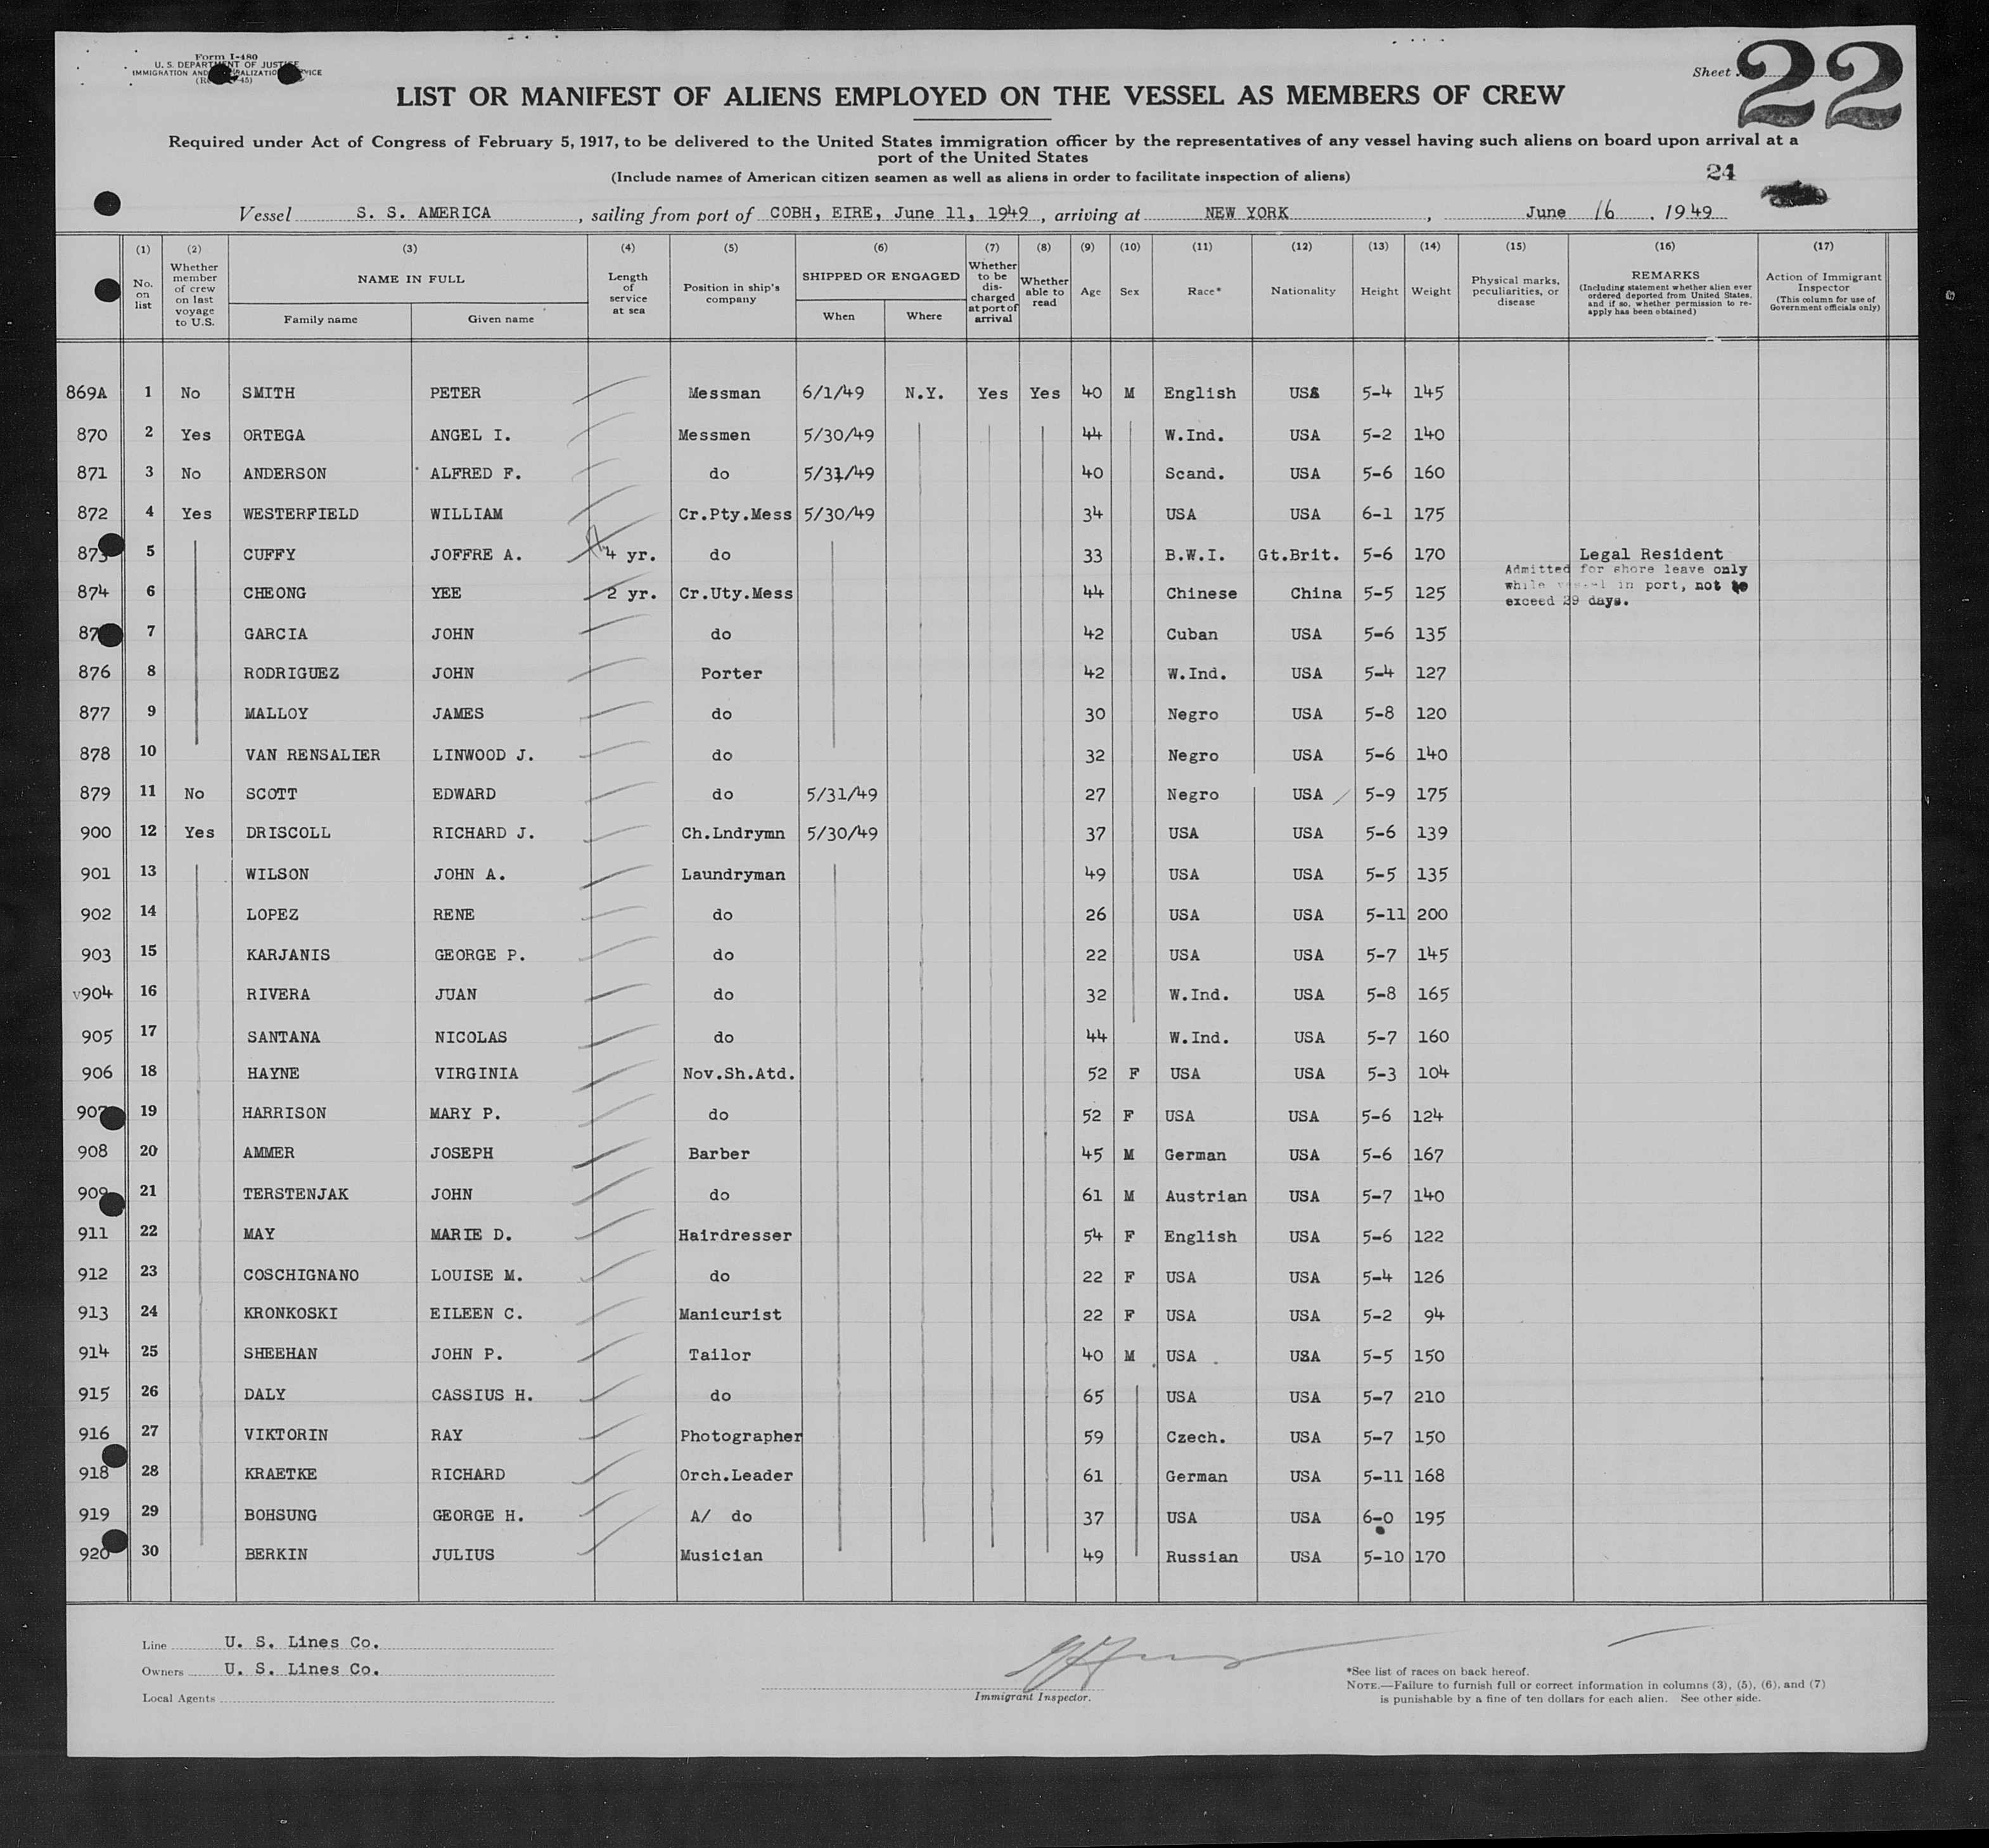 Form I-480
U. S. DEPARTMENT OF JUSTICE
IMMIGRATION AND NATURALIZATION SERVICE
Sheet
22
LIST OR MANIFEST OF ALIENS EMPLOYED ON THE VESSEL AS MEMBERS OF CREW
Required under Act of Congress of February 5, 1917, to be delivered to the United States immigration officer by the representatives of any vessel having such aliens on board upon arrival at a
port of the United States
(Include names of American citizen seamen as well as aliens in order to facilitate inspection of aliens)
24
Vessel S. S. AMERICA , sailing from port of COBH, EIRE, June 11, 1949 , arriving at NEW YORK , June 16 , 1949
(1) (2) (3) (4) (5) (6) (7) (8) (9) (10) (11) (12) (13) (14) (15) (16) (17)
No. on list
Whether member of crew on last voyage to U.S.
NAME IN FULL
Family name Given name
Length of service at sea
Position in ship's company
SHIPPED OR ENGAGED
When Where
Whether to be discharged at port of arrival
Whether able to read
Age Sex Race* Nationality Height Weight
Physical marks, peculiarities, or disease
REMARKS
(Including statement whether alien ever ordered deported from United States, and if so, whether permission to re-apply has been obtained)
Action of Immigrant Inspector
(This column for use of Government officials only)
869A 1 No SMITH PETER Messman 6/1/49 N.Y. Yes Yes 40 M English USA 5-4 145
870 2 Yes ORTEGA ANGEL I. Messmen 5/30/49 44 W.Ind. USA 5-2 140
871 3 No ANDERSON ALFRED F. do 5/31/49 40 Scand. USA 5-6 160
872 4 Yes WESTERFIELD WILLIAM Cr.Pty.Mess 5/30/49 34 USA USA 6-1 175
873 5 CUFFY JOFFRE A. 4 yr. do 33 B.W.I. Gt.Brit. 5-6 170 Legal Resident
Admitted for shore leave only
while vessel in port, not to
exceed 29 days.
874 6 CHEONG YEE 2 yr. Cr.Uty.Mess 44 Chinese China 5-5 125
87 7 GARCIA JOHN do 42 Cuban USA 5-6 135
876 8 RODRIGUEZ JOHN Porter 42 W.Ind. USA 5-4 127
877 9 MALLOY JAMES do 30 Negro USA 5-8 120
878 10 VAN RENSALIER LINWOOD J. do 32 Negro USA 5-6 140
879 11 No SCOTT EDWARD do 5/31/49 27 Negro USA 5-9 175
900 12 Yes DRISCOLL RICHARD J. Ch.Lndrymn 5/30/49 37 USA USA 5-6 139
901 13 WILSON JOHN A. Laundryman 49 USA USA 5-5 135
902 14 LOPEZ RENE do 26 USA USA 5-11 200
903 15 KARJANIS GEORGE P. do 22 USA USA 5-7 145
v904 16 RIVERA JUAN do 32 W.Ind. USA 5-8 165
905 17 SANTANA NICOLAS do 44 W.Ind. USA 5-7 160
906 18 HAYNE VIRGINIA Nov.Sh.Atd. 52 F USA USA 5-3 104
907 19 HARRISON MARY P. do 52 F USA USA 5-6 124
908 20 AMMER JOSEPH Barber 45 M German USA 5-6 167
909 21 TERSTENJAK JOHN do 61 M Austrian USA 5-7 140
911 22 MAY MARIE D. Hairdresser 54 F English USA 5-6 122
912 23 COSCHIGNANO LOUISE M. do 22 F USA USA 5-4 126
913 24 KRONKOSKI EILEEN C. Manicurist 22 F USA USA 5-2 94
914 25 SHEEHAN JOHN P. Tailor 40 M USA USA 5-5 150
915 26 DALY CASSIUS H. do 65 USA USA 5-7 210
916 27 VIKTORIN RAY Photographer 59 Czech. USA 5-7 150
918 28 KRAETKE RICHARD Orch.Leader 61 German USA 5-11 168
919 29 BOHSUNG GEORGE H. A/ do 37 USA USA 6-0 195
920 30 BERKIN JULIUS Musician 49 Russian USA 5-10 170
Line U. S. Lines Co.
Owners U. S. Lines Co.
Local Agents
Immigrant Inspector.
*See list of races on back hereof.
NOTE.—Failure to furnish full or correct information in columns (3), (5), (6), and (7)
is punishable by a fine of ten dollars for each alien. See other side.